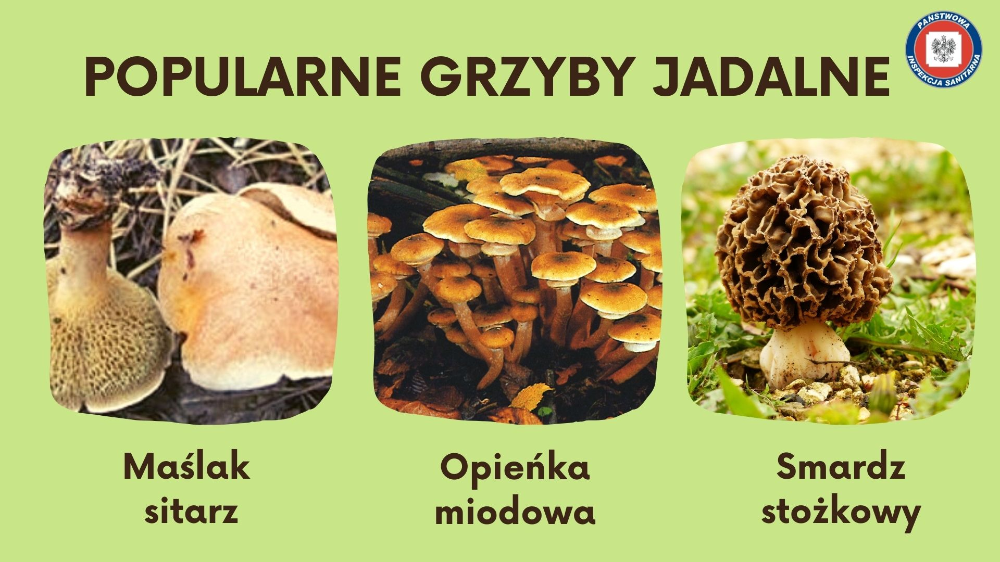 PAŃSTWOWA
INSPEKCJA SANITARNA
POPULARNE GRZYBY JADALNE
Maślak
sitarz
Opieńka
miodowa
Smardz
stożkowy